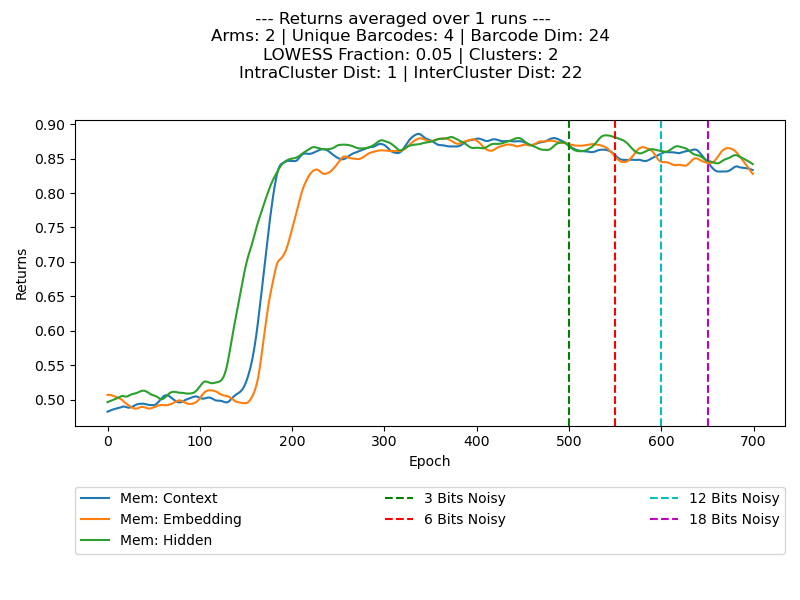 --- Returns averaged over 1 runs ---
Arms: 2 | Unique Barcodes: 4 | Barcode Dim: 24
LOWESS Fraction: 0.05 | Clusters: 2
IntraCluster Dist: 1 | InterCluster Dist: 22
0.90
0.85
0.80
0.75
0.70
0.65
0.60
0.55
0.50
Returns
0 100 200 300 400 500 600 700
Epoch
Mem: Context
Mem: Embedding
Mem: Hidden
3 Bits Noisy
6 Bits Noisy
12 Bits Noisy
18 Bits Noisy